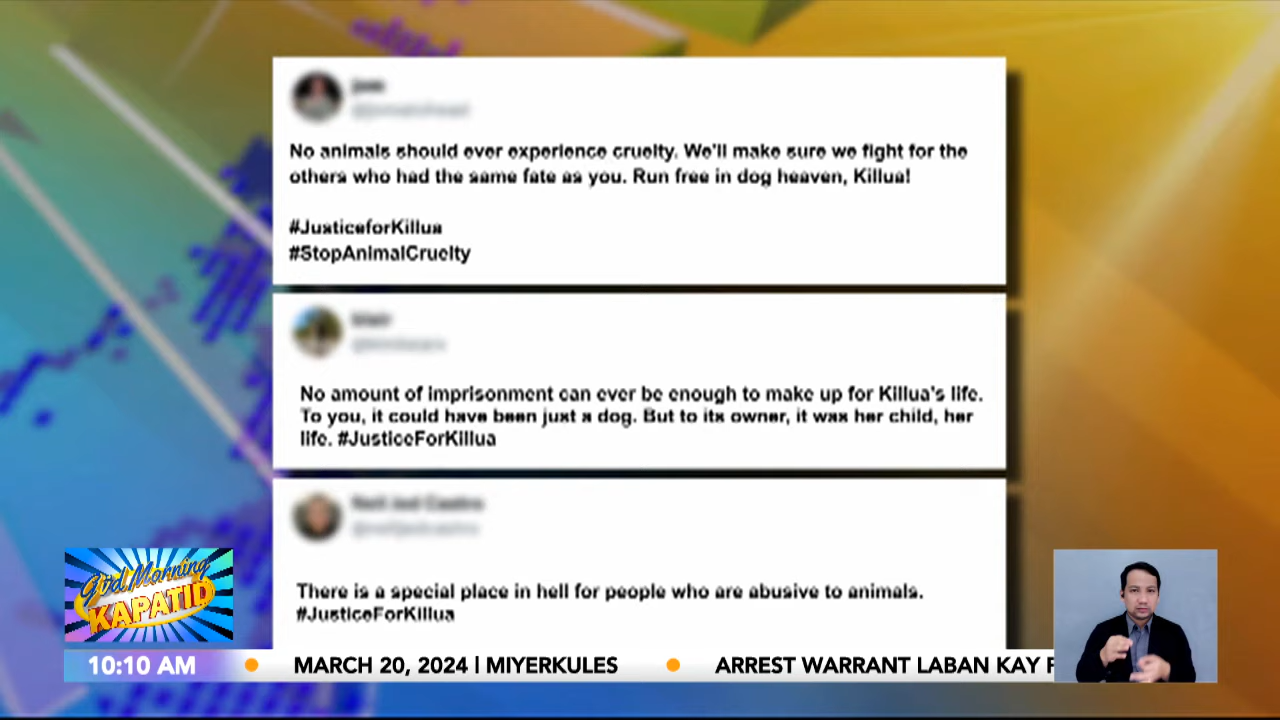 No animals should ever experience cruelty. We'll make sure we fight for the
others who had the same fate as you. Run free in dog heaven, Killua!
#JusticeforKillua
#StopAnimalCruelty
No amount of imprisonment can ever be enough to make up for Killua's life.
To you, it could have been just a dog. But to its owner, it was her child, her
life. #JusticeForKillua
There is a special place in hell for people who are abusive to animals.
#JusticeForKillua
Gud Morning
KAPATID
10:10 AM
MARCH 20, 2024 | MIYERKULES
ARREST WARRANT LABAN KAY